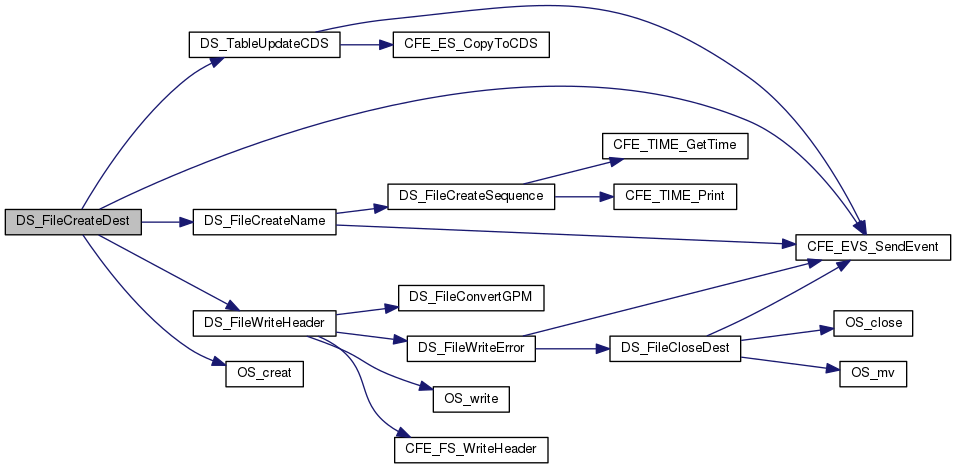 DS_TableUpdateCDS
CFE_ES_CopyToCDS
CFE_TIME_GetTime
DS_FileCreateSequence
CFE_TIME_Print
DS_FileCreateDest
DS_FileCreateName
CFE_EVS_SendEvent
DS_FileConvertGPM
DS_FileWriteHeader
OS_close
DS_FileWriteError
DS_FileCloseDest
OS_creat
OS_mv
OS_write
CFE_FS_WriteHeader